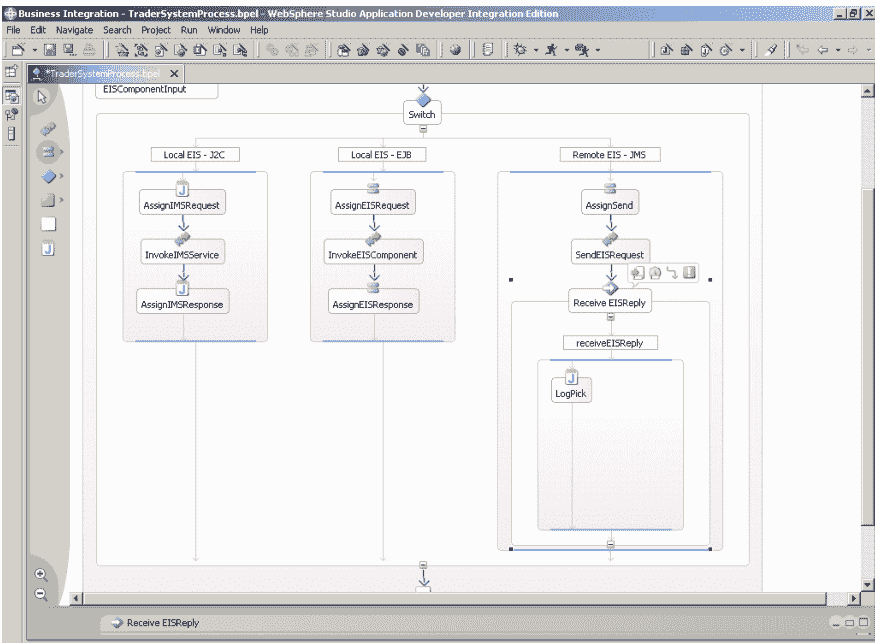 Business Integration - TraderSystemProcess.bpel - WebSphere Studio Application Developer Integration Edition
File Edit Navigate Search Project Run Window Help
*TraderSystemProcess.bpel
EISComponentInput
Switch
Local EIS - J2C
Local EIS - EJB
Remote EIS - JMS
AssignIMSRequest
AssignEISRequest
AssignSend
InvokeIMSService
InvokeEISComponent
SendEISRequest
AssignIMSResponse
AssignEISResponse
Receive EISReply
receiveEISReply
LogPick
Receive EISReply